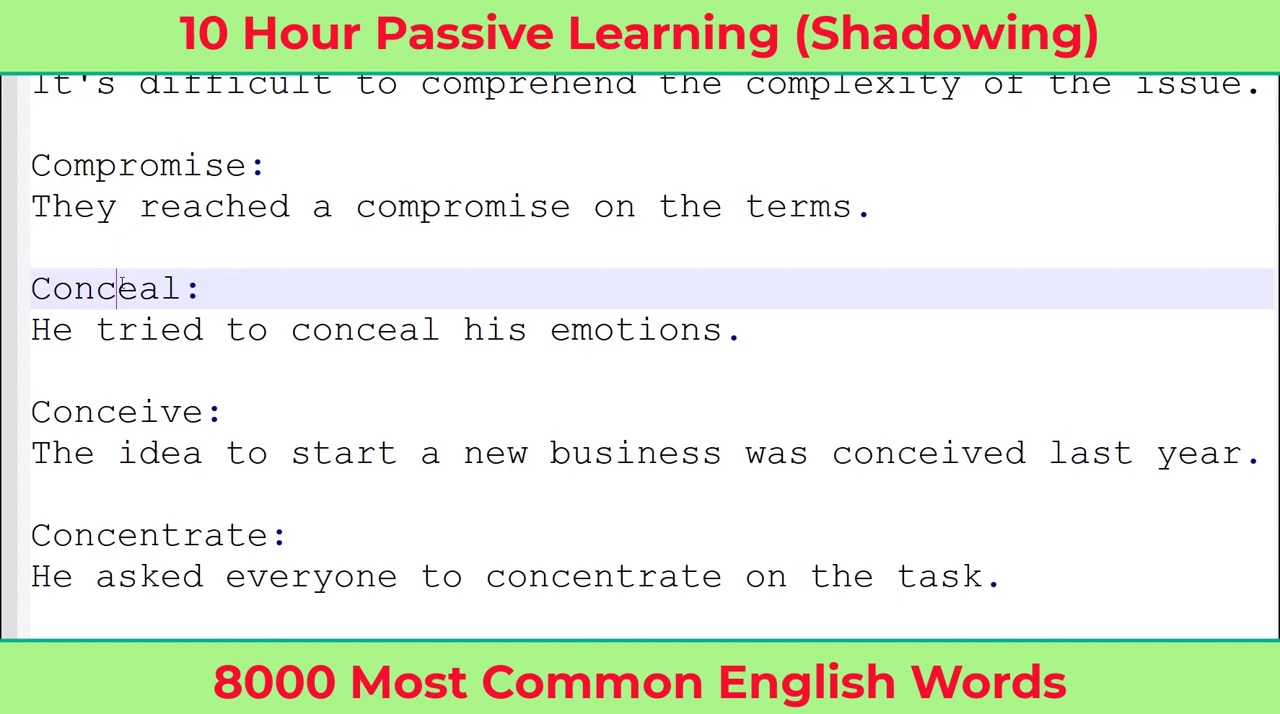 10 Hour Passive Learning (Shadowing)
It's difficult to comprehend the complexity of the issue.
Compromise:
They reached a compromise on the terms.
Conceal:
He tried to conceal his emotions.
Conceive:
The idea to start a new business was conceived last year.
Concentrate:
He asked everyone to concentrate on the task.
8000 Most Common English Words